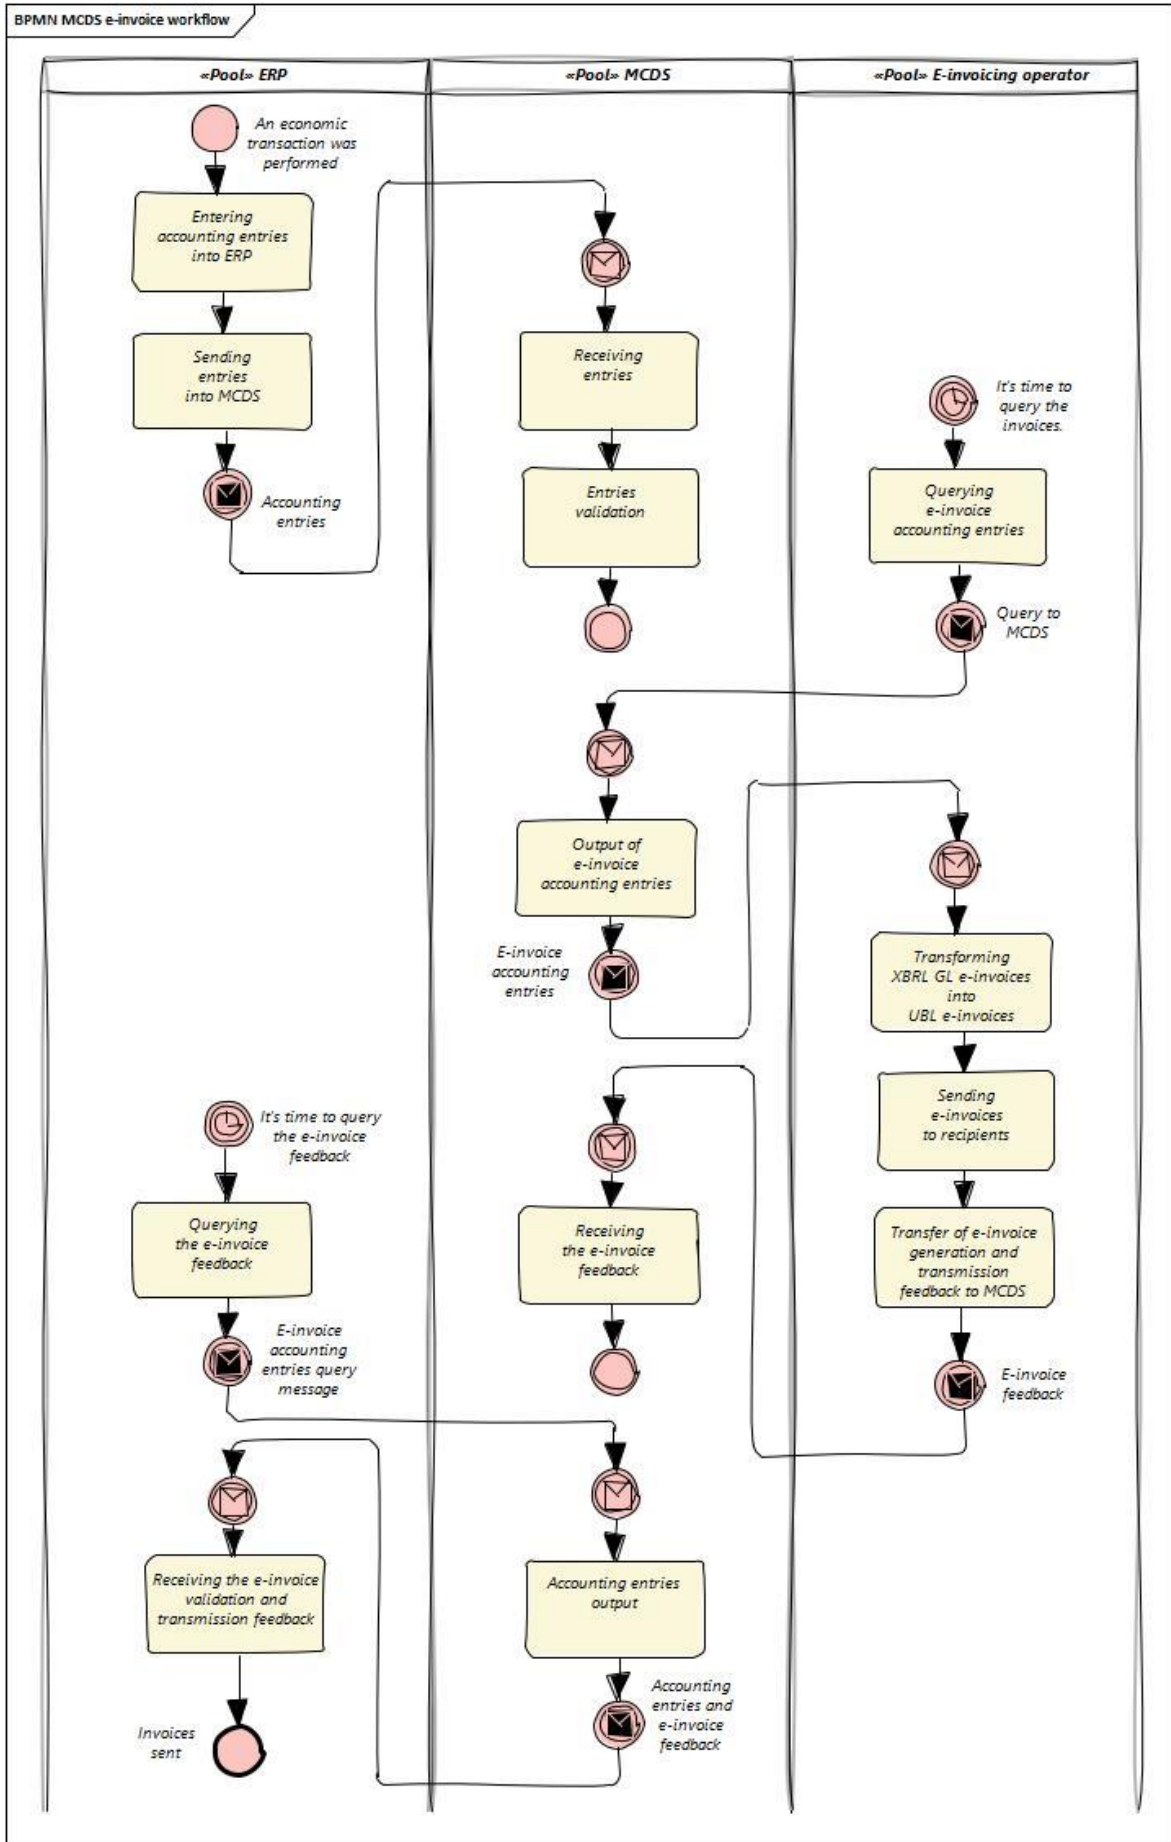 BPMN MCDS e-invoice workflow
«Pool» ERP
«Pool» MCDS
«Pool» E-invoicing operator
An economic
transaction was
performed
Entering
accounting entries
into ERP
Sending
entries
into MCDS
Accounting
entries
Receiving
entries
Entries
validation
It's time to
query the
invoices.
Querying
e-invoice
accounting entries
Query to
MCDS
Output of
e-invoice
accounting entries
E-invoice
accounting
entries
Transforming
XBRL GL e-invoices
into
UBL e-invoices
Sending
e-invoices
to recipients
Transfer of e-invoice
generation and
transmission
feedback to MCDS
E-invoice
feedback
Receiving
the e-invoice
feedback
It's time to query
the e-invoice
feedback
Querying
the e-invoice
feedback
E-invoice
accounting
entries query
message
Accounting entries
output
Accounting
entries and
e-invoice
feedback
Receiving the e-invoice
validation and
transmission feedback
Invoices
sent